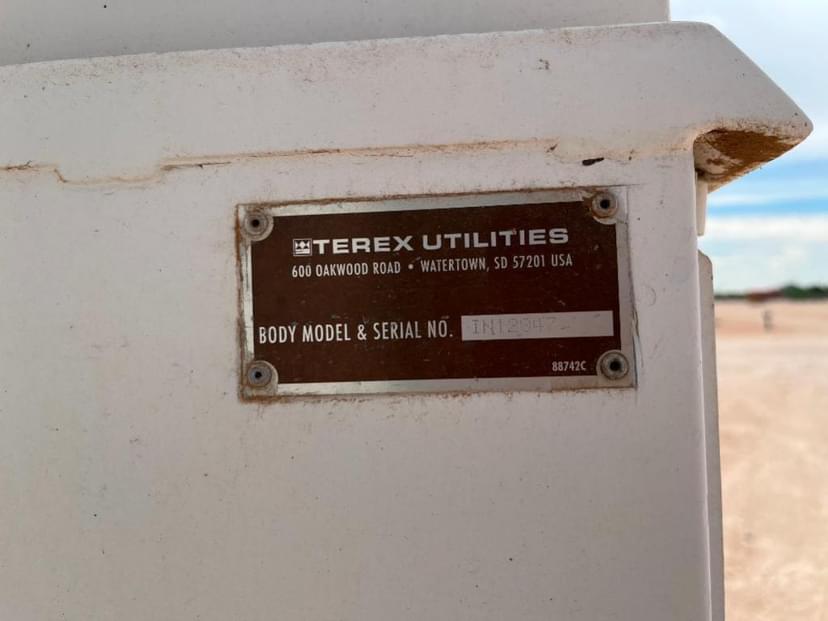 TEREX UTILITIES
600 OAKWOOD ROAD • WATERTOWN, SD 57201 USA
BODY MODEL & SERIAL NO.
88742C